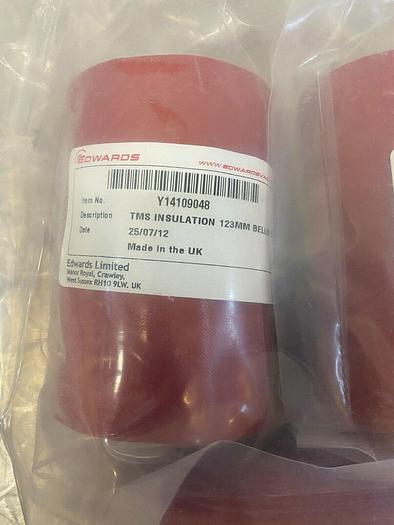 EDWARDS
www.edwardsva
Item No. Y14109048
Description TMS INSULATION 123MM
Date 25/07/12
Made in the UK
Edwards Limited
Manor Royal, Crawley,
West Sussex RH10 9LW. UK